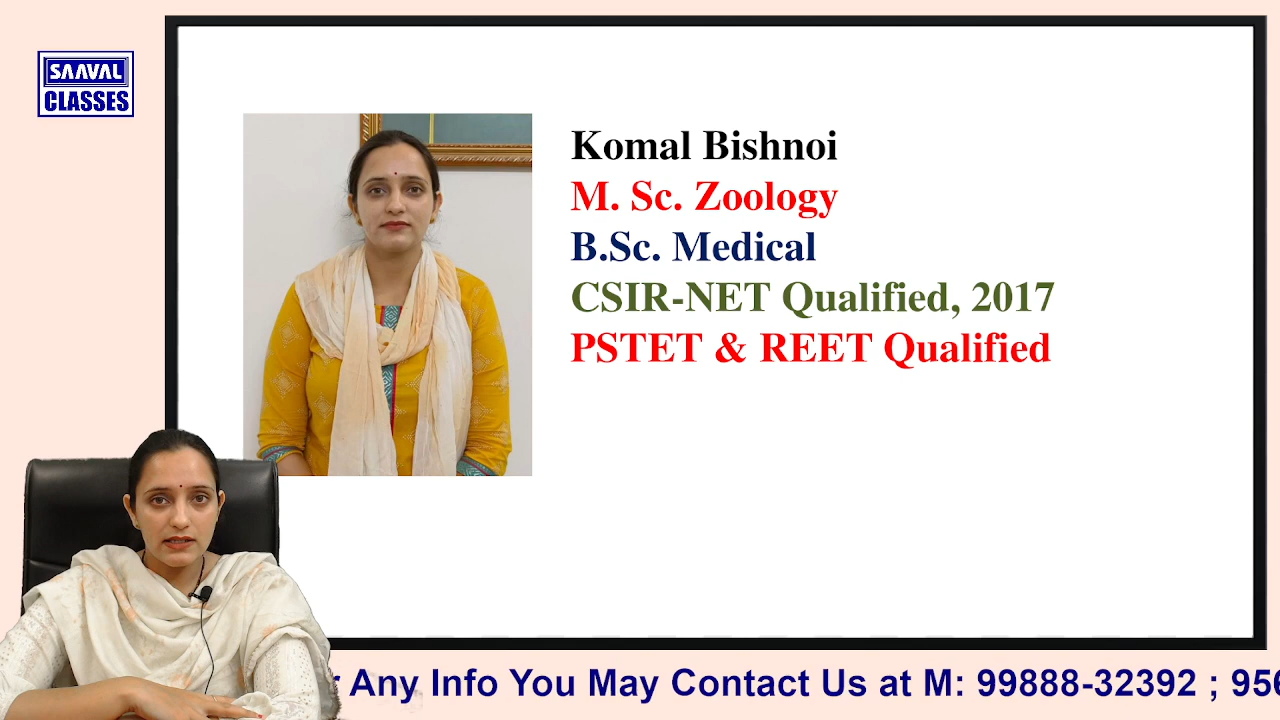 SAAVAL
CLASSES
Komal Bishnoi
M. Sc. Zoology
B.Sc. Medical
CSIR-NET Qualified, 2017
PSTET & REET Qualified
Any Info You May Contact Us at M: 99888-32392 ;